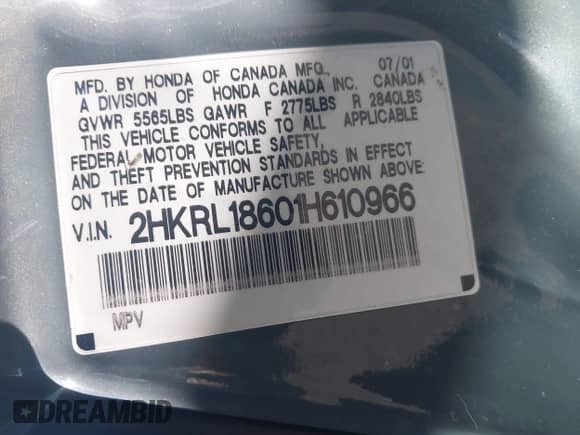 MFD. BY HONDA OF CANADA MFG., 07/01
A DIVISION OF HONDA CANADA INC. CANADA
GVWR 5565LBS GAWR F 2775LBS R 2840LBS
THIS VEHICLE CONFORMS TO ALL APPLICABLE
FEDERAL MOTOR VEHICLE SAFETY,
AND THEFT PREVENTION STANDARDS IN EFFECT
ON THE DATE OF MANUFACTURE SHOWN ABOVE.
V.I.N. 2HKRL18601H610966
MPV
DREAMBID